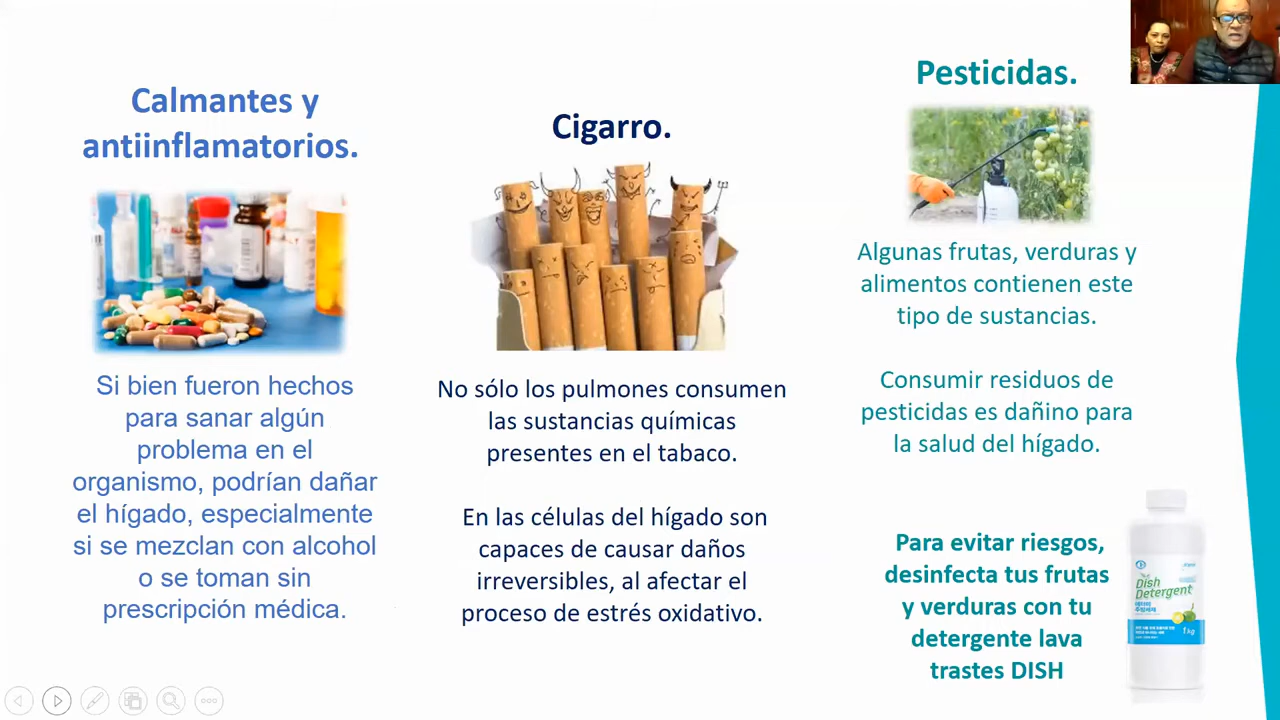 Calmantes y
antiinflamatorios.
Si bien fueron hechos
para sanar algún
problema en el
organismo, podrían dañar
el hígado, especialmente
si se mezclan con alcohol
o se toman sin
prescripción médica.
Cigarro.
No sólo los pulmones consumen
las sustancias químicas
presentes en el tabaco.
En las células del hígado son
capaces de causar daños
irreversibles, al afectar el
proceso de estrés oxidativo.
Pesticidas.
Algunas frutas, verduras y
alimentos contienen este
tipo de sustancias.
Consumir residuos de
pesticidas es dañino para
la salud del hígado.
Para evitar riesgos,
desinfecta tus frutas
y verduras con tu
detergente lava
trastes DISH
Dish
Detergent
1kg